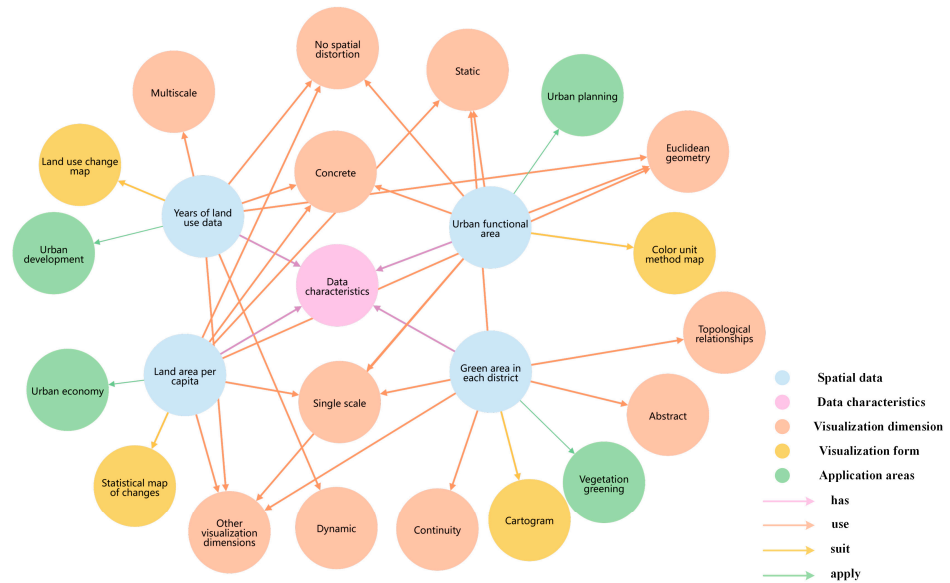 No spatial
distortion
Static
Multiscale
Urban planning
Land use change
map
Concrete
Euclidean
geometry
Years of land
use data
Urban functional
area
Urban
development
Color unit
method map
Data
characteristics
Topological
relationships
Land area per
capita
Green area in
each district
Urban economy
Single scale
Abstract
Statistical map
of changes
Vegetation
greening
Other
visualization
dimensions
Dynamic
Continuity
Cartogram
Spatial data
Data characteristics
Visualization dimension
Visualization form
Application areas
has
use
suit
apply